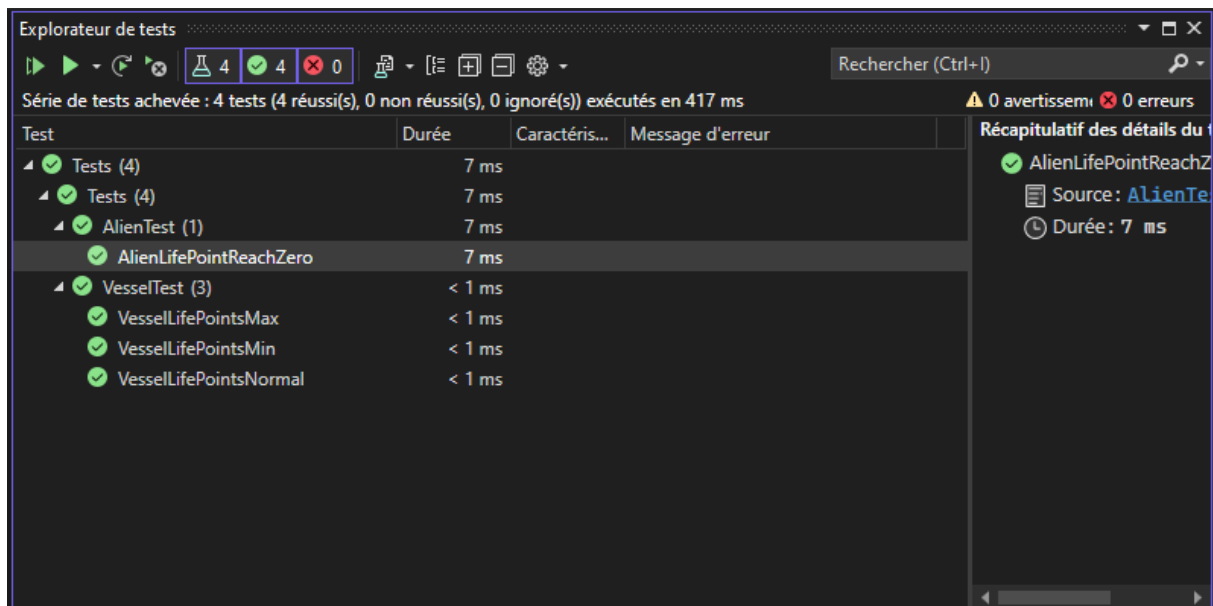 Explorateur de tests
4 4 0 Rechercher (Ctrl+I)
Série de tests achevée : 4 tests (4 réussi(s), 0 non réussi(s), 0 ignoré(s)) exécutés en 417 ms 0 avertissem 0 erreurs
Test Durée Caractéris... Message d'erreur Récapitulatif des détails du
Tests (4) 7 ms AlienLifePointReachZ
Tests (4) 7 ms Source: AlienTe
AlienTest (1) 7 ms Durée: 7 ms
AlienLifePointReachZero 7 ms
VesselTest (3) < 1 ms
VesselLifePointsMax < 1 ms
VesselLifePointsMin < 1 ms
VesselLifePointsNormal < 1 ms